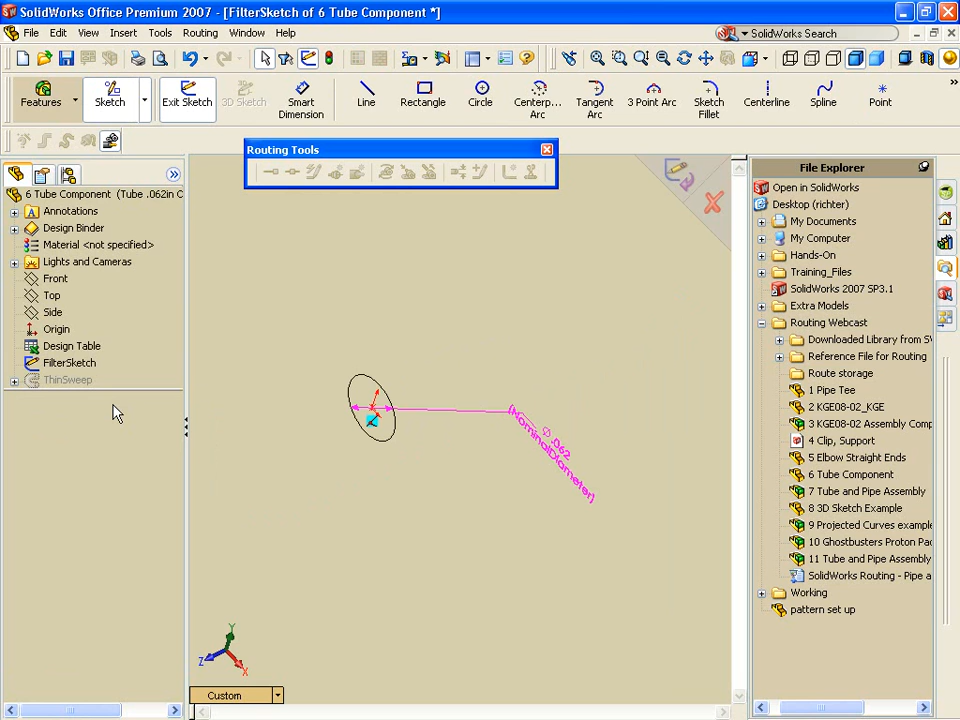 SolidWorks Office Premium 2007 - [FilterSketch of 6 Tube Component *]
File Edit View Insert Tools Routing Window Help SolidWorks Search
Features Sketch Exit Sketch 3D Sketch Smart Dimension Line Rectangle Circle Centerp... Arc Tangent Arc 3 Point Arc Sketch Fillet Centerline Spline Point
Routing Tools
6 Tube Component (Tube .062in C
Annotations
Design Binder
Material <not specified>
Lights and Cameras
Front
Top
Side
Origin
Design Table
FilterSketch
ThinSweep
∅.062
(NominalDiameter)
Y
Z
X
Custom
File Explorer
Open in SolidWorks
Desktop (richter)
My Documents
My Computer
Hands-On
Training_Files
SolidWorks 2007 SP3.1
Extra Models
Routing Webcast
Downloaded Library from SV
Reference File for Routing
Route storage
1 Pipe Tee
2 KGE08-02_KGE
3 KGE08-02 Assembly Comp
4 Clip, Support
5 Elbow Straight Ends
6 Tube Component
7 Tube and Pipe Assembly
8 3D Sketch Example
9 Projected Curves example
10 Ghostbusters Proton Pac
11 Tube and Pipe Assembly
SolidWorks Routing - Pipe a
Working
pattern set up